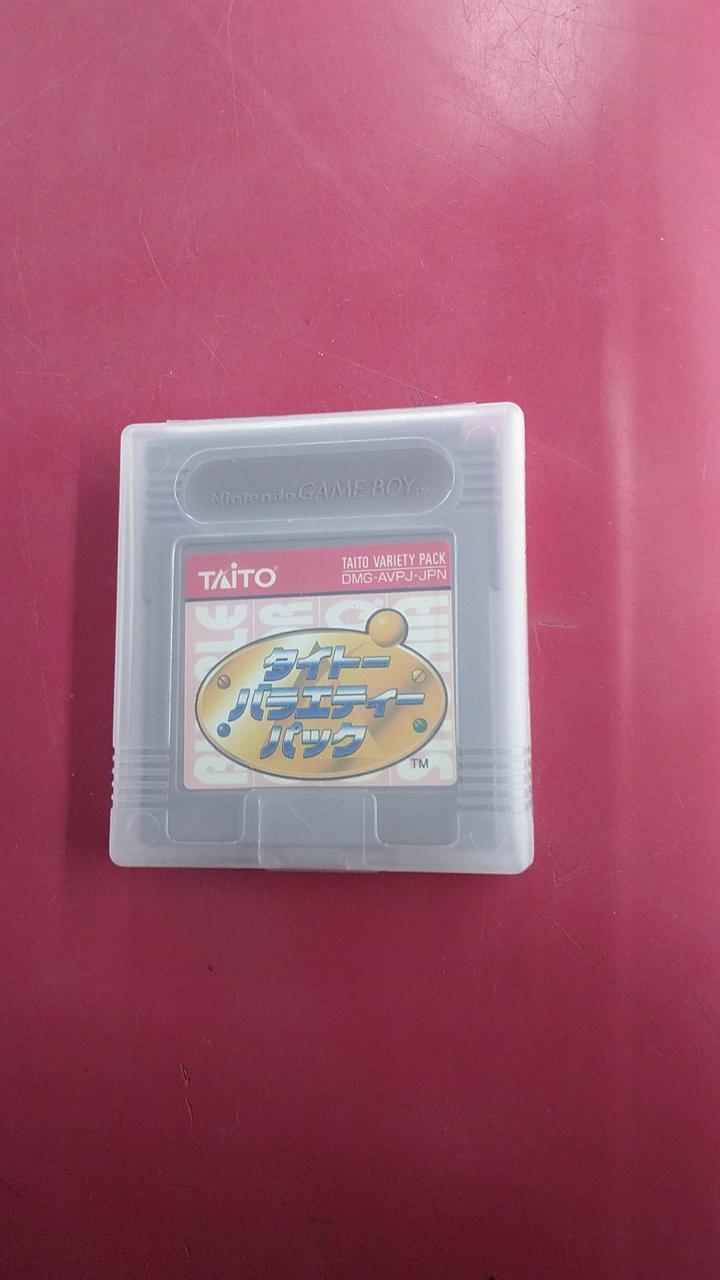 Nintendo GAME BOY™
TAITO®
TAITO VARIETY PACK
DMG-AVPJ-JPN
タイトー
バラエティー
パック
TM